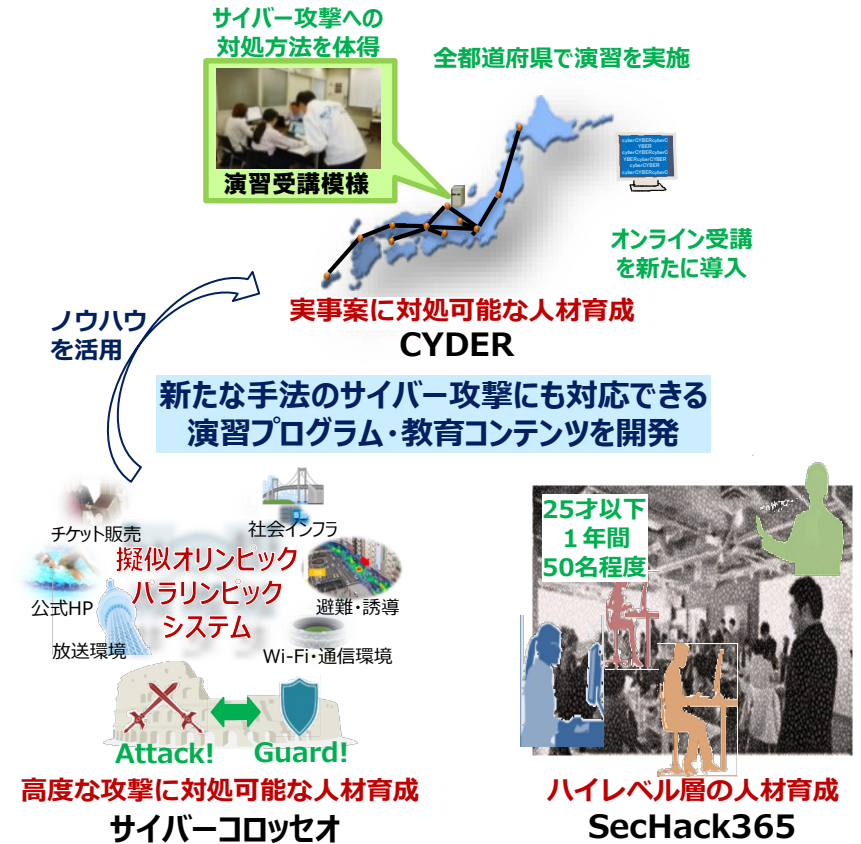 サイバー攻撃への
対処方法を体得
全都道府県で演習を実施
演習受講模様
cyberCYBERcyberC
YBER
cyberCYBERcyberC
YBERcyberCYBER
cyberCYBER
cyberCYBERcyberC
オンライン受講
を新たに導入
実事案に対処可能な人材育成
CYDER
ノウハウ
を活用
新たな手法のサイバー攻撃にも対応できる
演習プログラム・教育コンテンツを開発
チケット販売
社会インフラ
擬似オリンピック
パラリンピック
システム
公式HP
避難・誘導
放送環境
Wi-Fi・通信環境
Attack!
Guard!
高度な攻撃に対処可能な人材育成
サイバーコロッセオ
25才以下
１年間
50名程度
ハイレベル層の人材育成
SecHack365